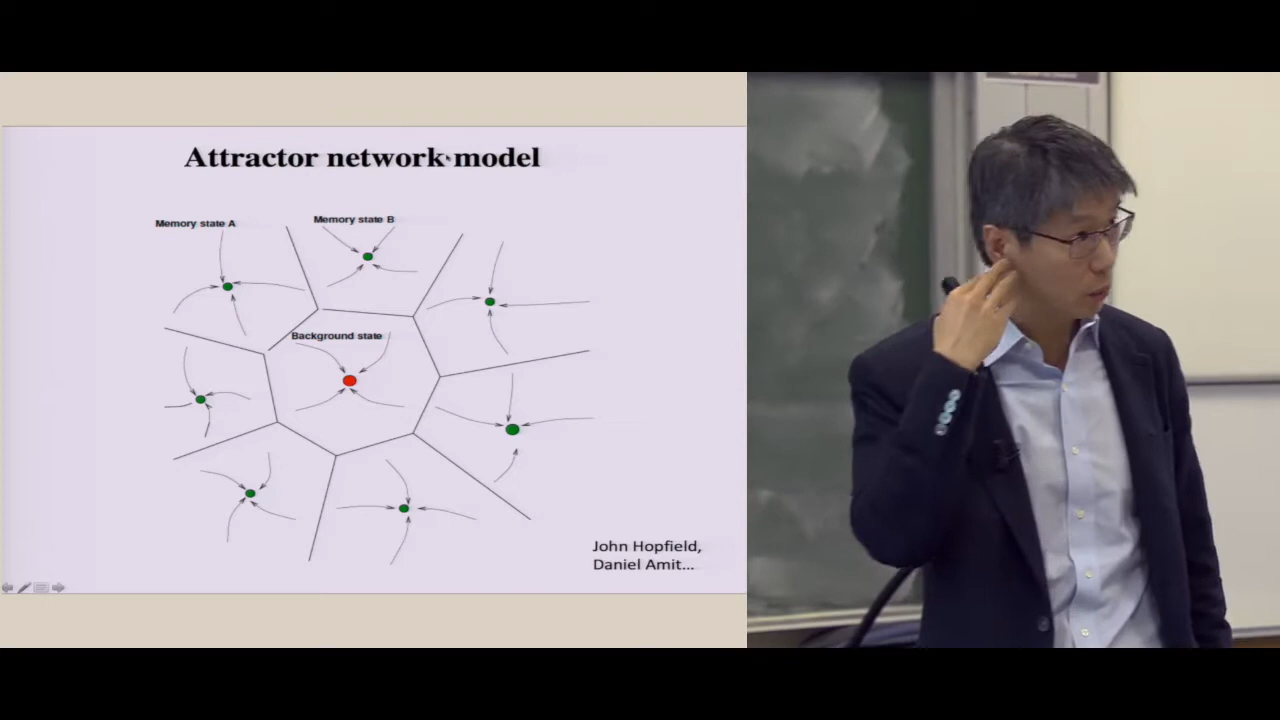 Attractor network model
Memory state A
Memory state B
Background state
John Hopfield,
Daniel Amit...